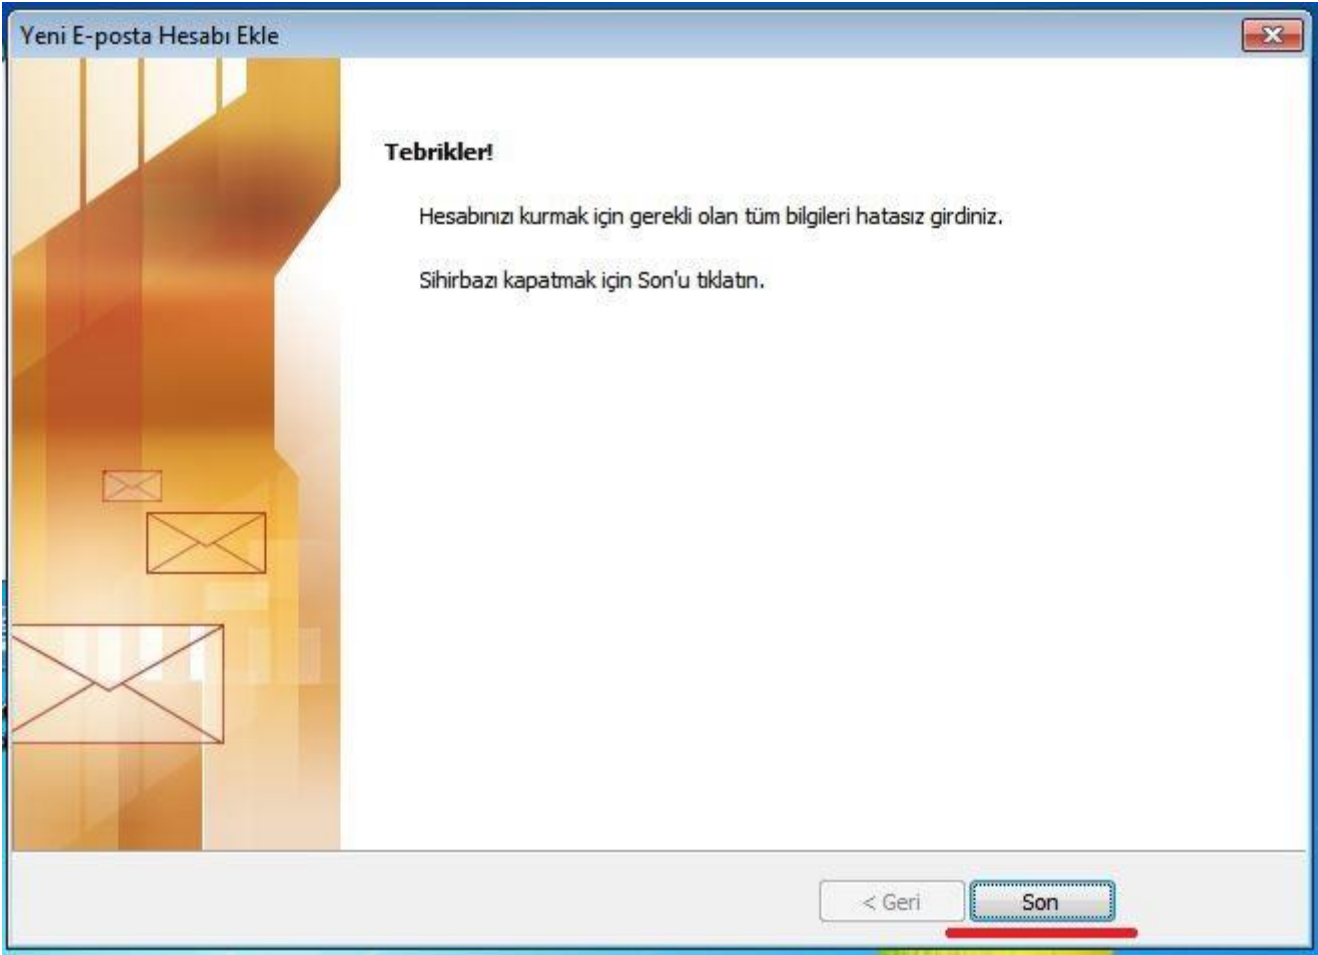 Yeni E-posta Hesabı Ekle
Tebrikler!
Hesabınızı kurmak için gerekli olan tüm bilgileri hatasız girdiniz.
Sihirbazı kapatmak için Son'u tıklatın.
< Geri
Son